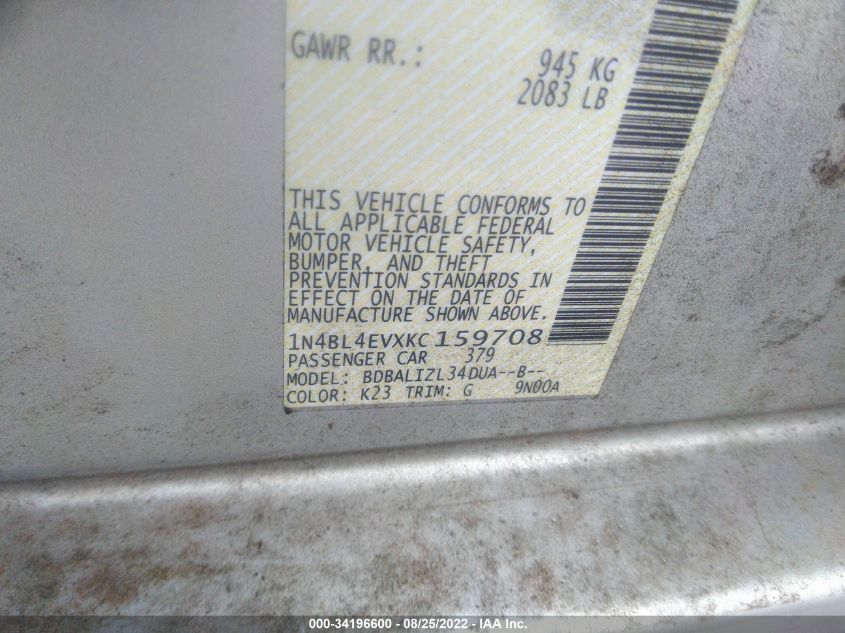 GAWR RR.: 945 KG
2083 LB
THIS VEHICLE CONFORMS TO
ALL APPLICABLE FEDERAL
MOTOR VEHICLE SAFETY,
BUMPER, AND THEFT
PREVENTION STANDARDS IN
EFFECT ON THE DATE OF
MANUFACTURE SHOWN ABOVE.
1N4BL4EVXKC159708
PASSENGER CAR 379
MODEL: BDBALIZL34DUA--B--
COLOR: K23 TRIM: G 9N00A
000-34196600 - 08/25/2022 - IAA Inc.